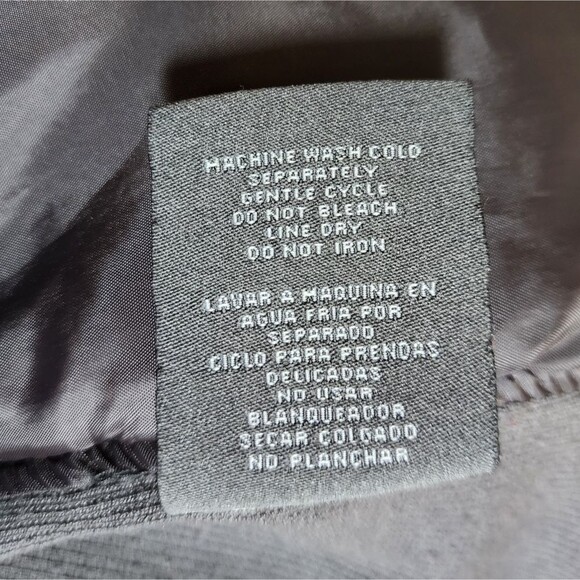 MACHINE WASH COLD
SEPARATELY
GENTLE CYCLE
DO NOT BLEACH
LINE DRY
DO NOT IRON
LAVAR A MAQUINA EN
AGUA FRIA POR
SEPARADO
CICLO PARA PRENDAS
DELICADAS
NO USAR
BLANQUEADOR
SECAR COLGADO
NO PLANCHAR